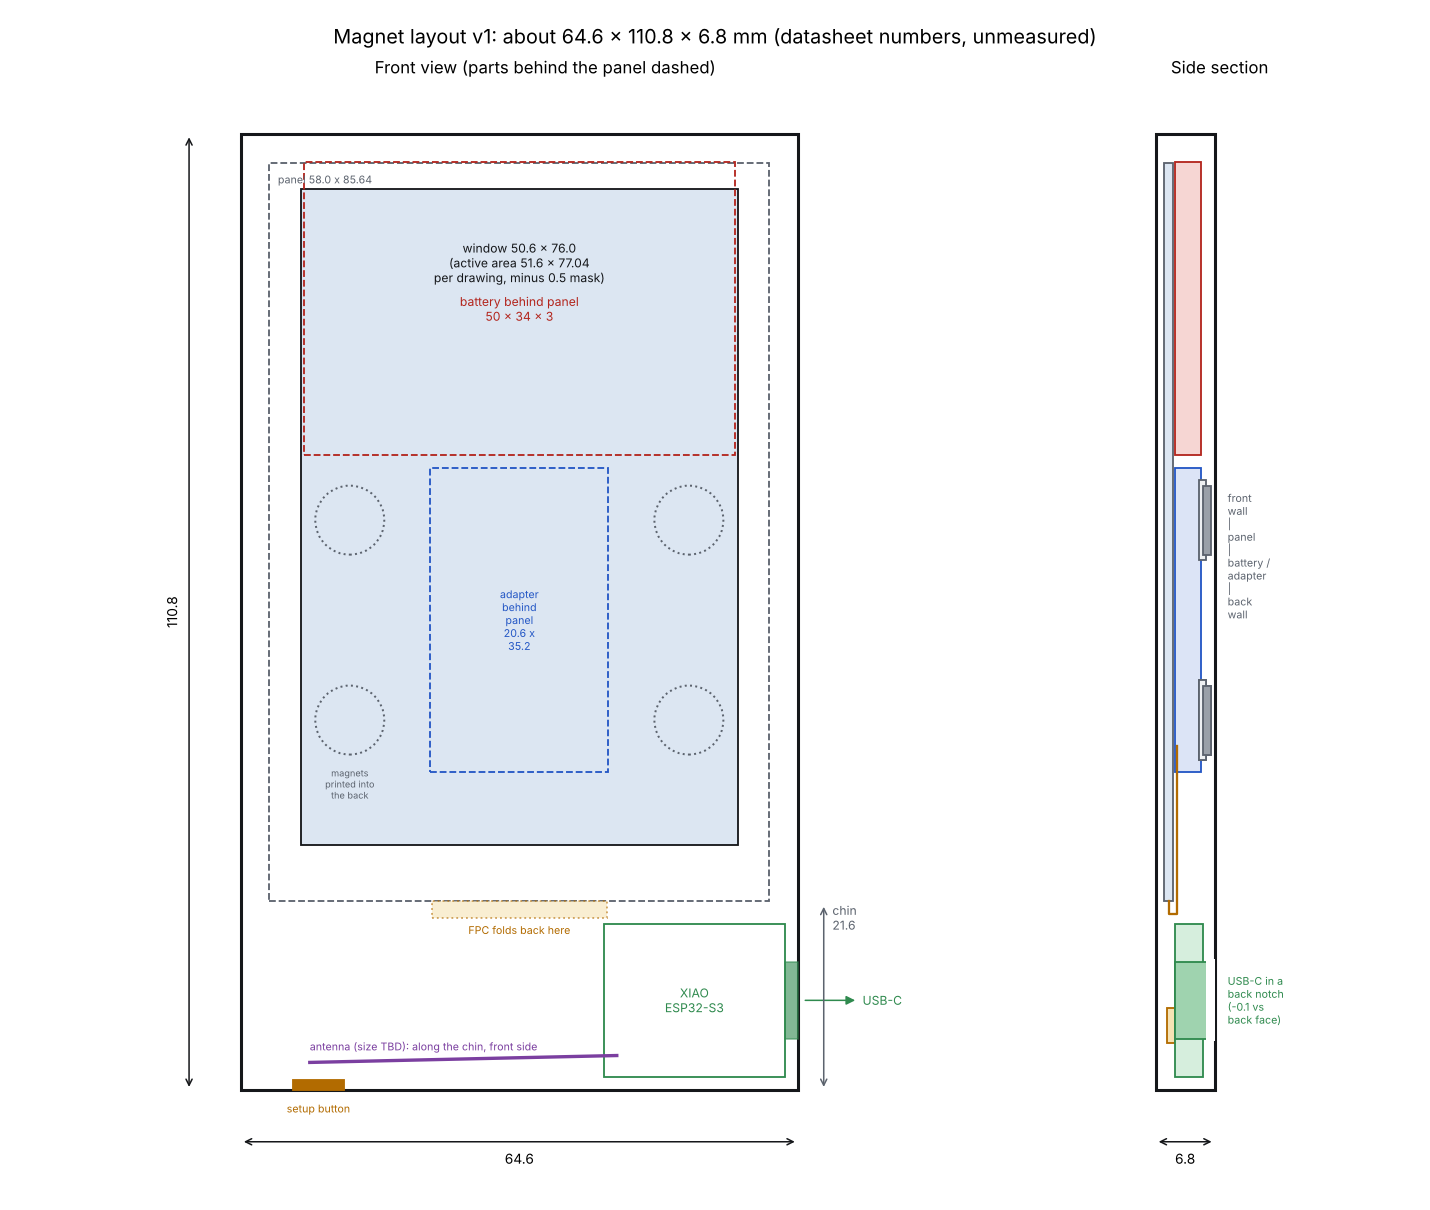 Magnet layout v1: about 64.6 × 110.8 × 6.8 mm (datasheet numbers, unmeasured)
Front view (parts behind the panel dashed)
Side section
panel 58.0 x 85.64
window 50.6 × 76.0
(active area 51.6 × 77.04
per drawing, minus 0.5 mask)
battery behind panel
50 × 34 × 3
front
wall
|
panel
|
battery /
adapter
|
back
wall
110.8
adapter
behind
panel
20.6 x
35.2
magnets
printed into
the back
chin
21.6
FPC folds back here
XIAO
ESP32-S3
USB-C
USB-C in a
back notch
(-0.1 vs
back face)
antenna (size TBD): along the chin, front side
setup button
64.6
6.8